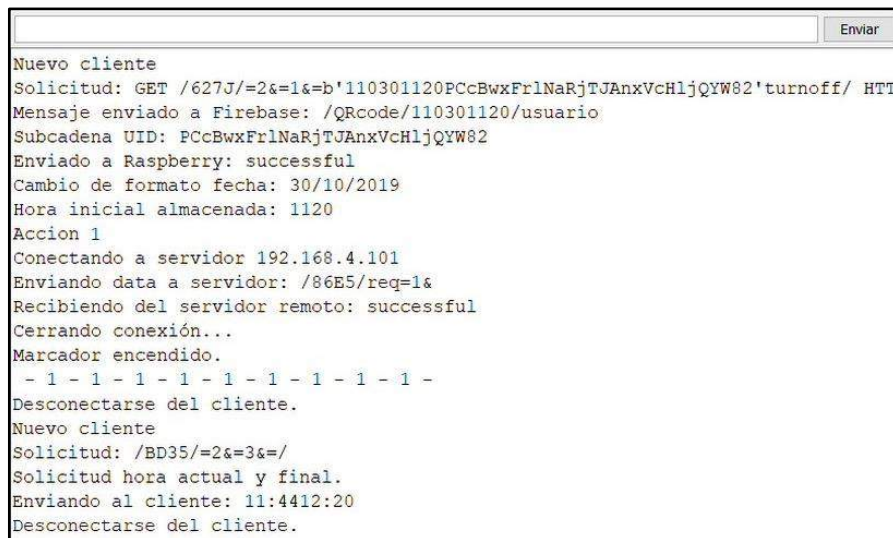 Enviar
Nuevo cliente
Solicitud: GET /627J/=2&=1&=b'110301120PCcBwxFrlNaRjTJAnxVcHljQYW82'turnoff/ HTT
Mensaje enviado a Firebase: /QRcode/110301120/usuario
Subcadena UID: PCcBwxFrlNaRjTJAnxVcHljQYW82
Enviado a Raspberry: successful
Cambio de formato fecha: 30/10/2019
Hora inicial almacenada: 1120
Accion 1
Conectando a servidor 192.168.4.101
Enviando data a servidor: /86E5/req=1&
Recibiendo del servidor remoto: successful
Cerrando conexión...
Marcador encendido.
- 1 - 1 - 1 - 1 - 1 - 1 - 1 - 1 - 1 -
Desconectarse del cliente.
Nuevo cliente
Solicitud: /BD35/=2&=3&=/
Solicitud hora actual y final.
Enviando al cliente: 11:4412:20
Desconectarse del cliente.